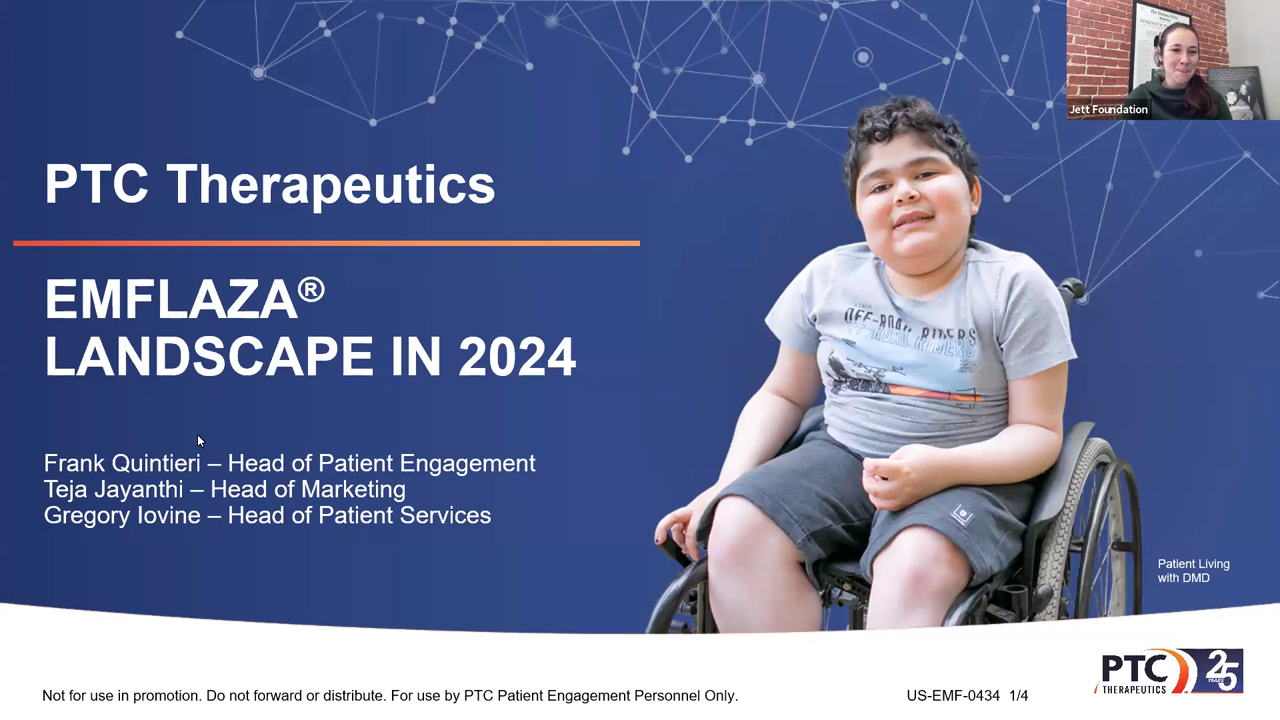 PTC Therapeutics
EMFLAZA®
LANDSCAPE IN 2024
Frank Quintieri – Head of Patient Engagement
Teja Jayanthi – Head of Marketing
Gregory Iovine – Head of Patient Services
Jett Foundation
OFF-ROAD RIDERS
Patient Living
with DMD
Not for use in promotion. Do not forward or distribute. For use by PTC Patient Engagement Personnel Only.
US-EMF-0434 1/4
PTC
THERAPEUTICS
25
YEARS